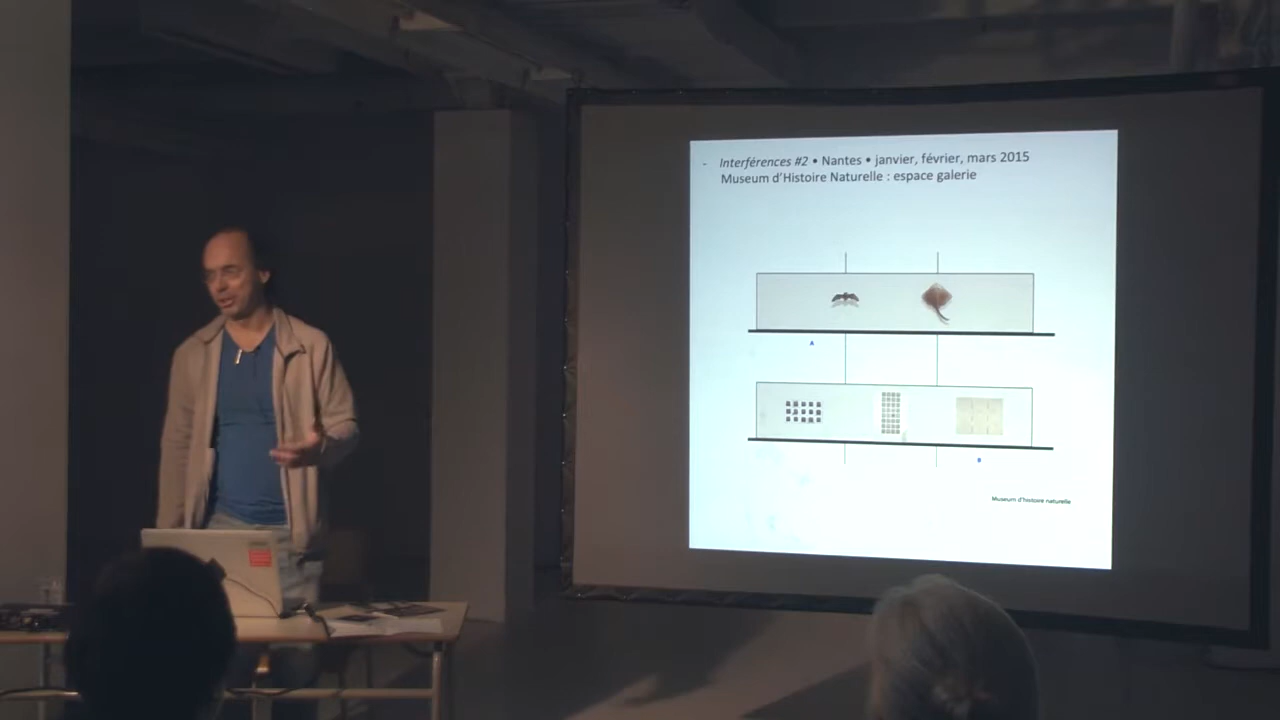 - Interférences #2 • Nantes • janvier, février, mars 2015
Museum d'Histoire Naturelle : espace galerie
A
B
Museum d'histoire naturelle